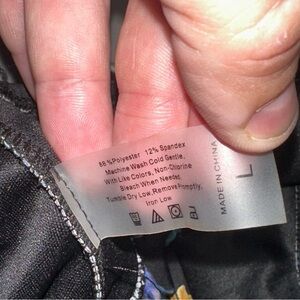 88%Polyester 12% Spandex
Machine Wash Cold Gentle,
With Like Colors, Non-Chlorine
Bleach When Needed
Tumble Dry Low, Remove Promptly,
Iron Low
MADE IN CHINA
L